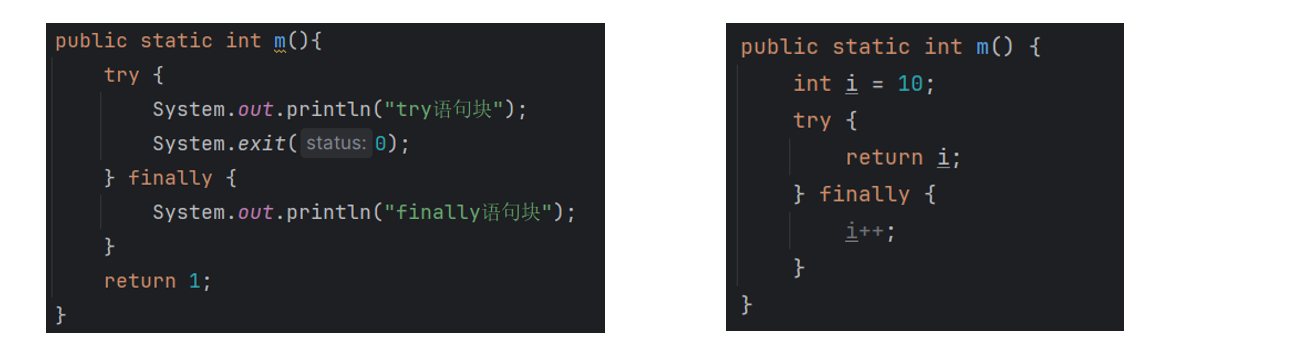 public static int m(){
try {
System.out.println("try语句块");
System.exit( status: 0);
} finally {
System.out.println("finally语句块");
}
return 1;
}
public static int m() {
int i = 10;
try {
return i;
} finally {
i++;
}
}